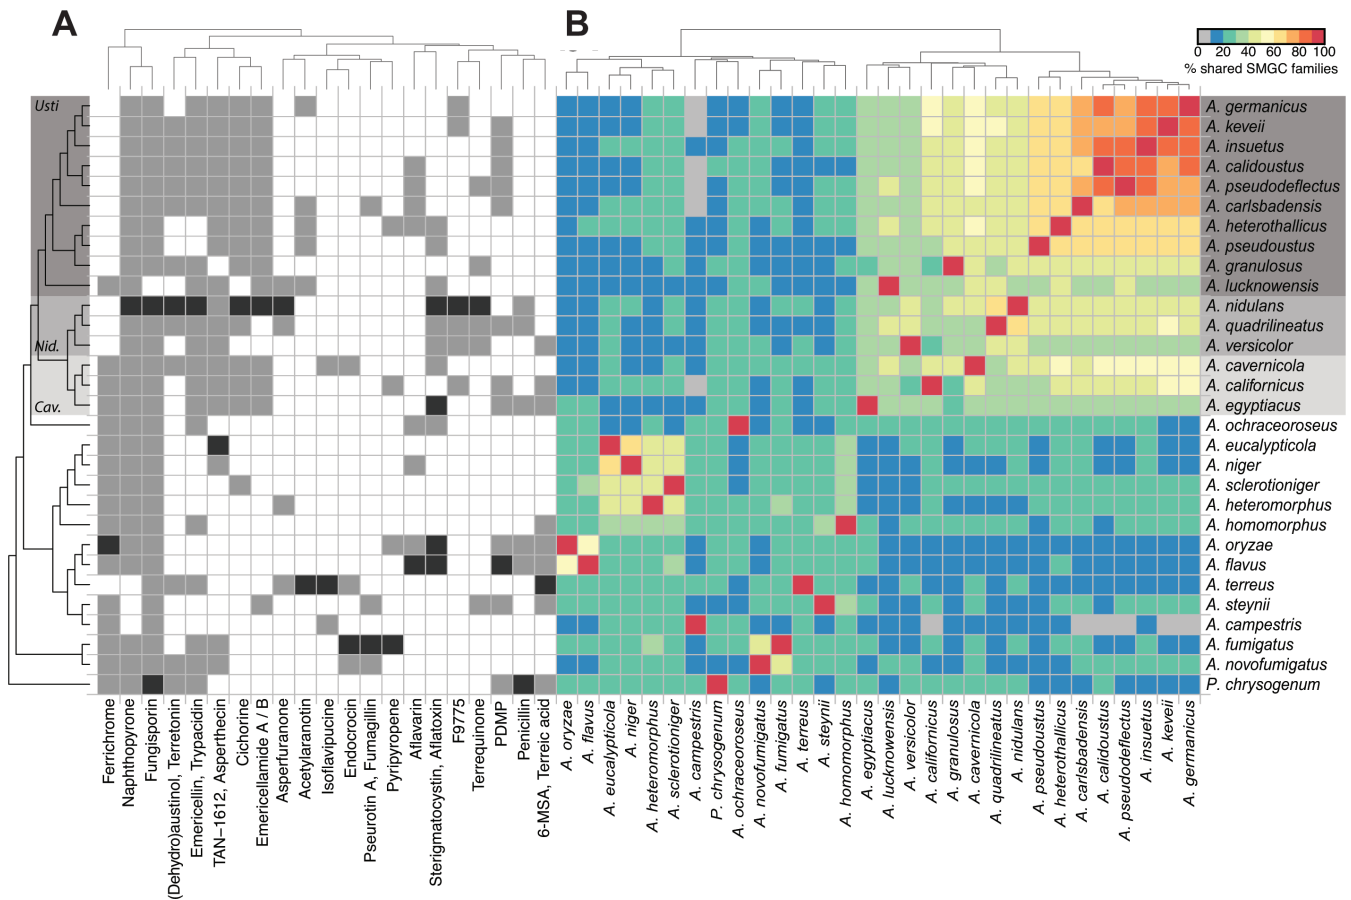 A
B
0 20 40 60 80 100
% shared SMGC families
Usti
Nid.
Cav.
A. germanicus
A. keveii
A. insuetus
A. calidoustus
A. pseudodeflectus
A. carlsbadensis
A. heterothallicus
A. pseudoustus
A. granulosus
A. lucknowensis
A. nidulans
A. quadrilineatus
A. versicolor
A. cavernicola
A. californicus
A. egyptiacus
A. ochraceoroseus
A. eucalypticola
A. niger
A. sclerotioniger
A. heteromorphus
A. homomorphus
A. oryzae
A. flavus
A. terreus
A. steynii
A. campestris
A. fumigatus
A. novofumigatus
P. chrysogenum
Ferrichrome
Naphthopyrone
Fungisporin
(Dehydro)austinol, Terretonin
Emericellin, Trypacidin
TAN–1612, Asperthecin
Cichorine
Emericellamide A / B
Asperfuranone
Acetylaranotin
Isoflavipucine
Endocrocin
Pseurotin A, Fumagillin
Pyripyropene
Aflavarin
Sterigmatocystin, Aflatoxin
F9775
Terrequinone
PDMP
Penicillin
6-MSA, Terreic acid
A. oryzae
A. flavus
A. eucalypticola
A. niger
A. heteromorphus
A. sclerotioniger
A. campestris
P. chrysogenum
A. ochraceoroseus
A. novofumigatus
A. fumigatus
A. terreus
A. steynii
A. homomorphus
A. egyptiacus
A. lucknowensis
A. versicolor
A. californicus
A. granulosus
A. cavernicola
A. quadrilineatus
A. nidulans
A. pseudoustus
A. heterothallicus
A. carlsbadensis
A. calidoustus
A. pseudodeflectus
A. insuetus
A. keveii
A. germanicus